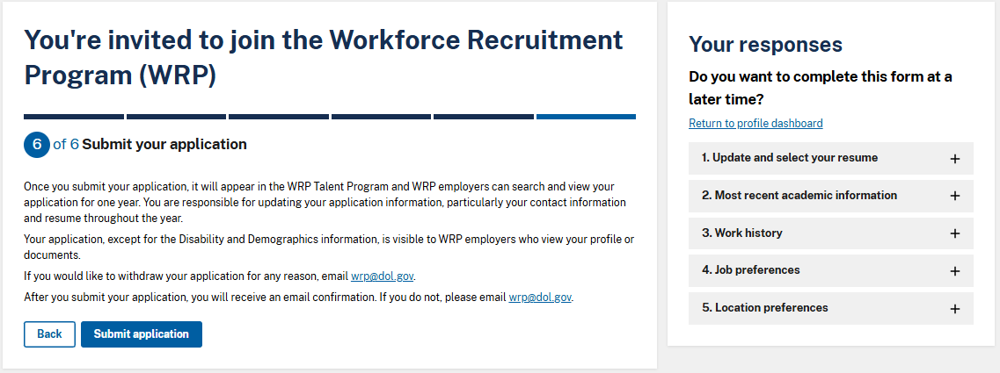 You're invited to join the Workforce Recruitment
Program (WRP)
6 of 6 Submit your application
Once you submit your application, it will appear in the WRP Talent Program and WRP employers can search and view your
application for one year. You are responsible for updating your application information, particularly your contact information
and resume throughout the year.
Your application, except for the Disability and Demographics information, is visible to WRP employers who view your profile or
documents.
If you would like to withdraw your application for any reason, email wrp@dol.gov.
After you submit your application, you will receive an email confirmation. If you do not, please email wrp@dol.gov.
Back
Submit application
Your responses
Do you want to complete this form at a
later time?
Return to profile dashboard
1. Update and select your resume +
2. Most recent academic information +
3. Work history +
4. Job preferences +
5. Location preferences +